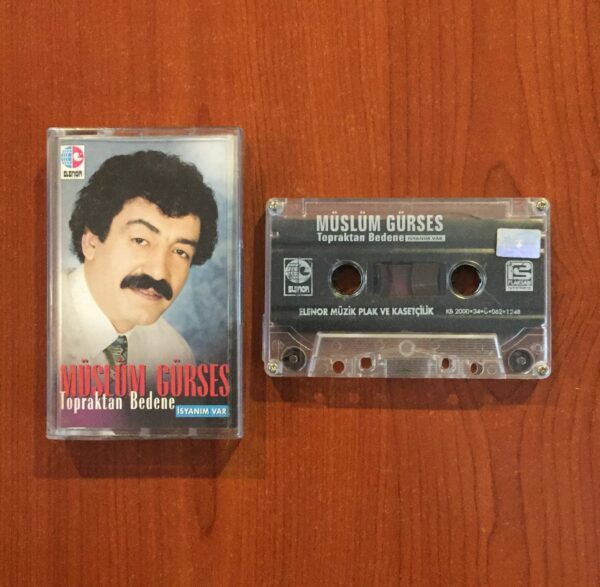 ELENOR
MÜSLÜM GÜRSES
Topraktan Bedene
İSYANIM VAR
MÜSLÜM GÜRSES
Topraktan Bedene İSYANIM VAR
ELENOR
ELENOR MÜZİK PLAK VE KASETÇİLİK